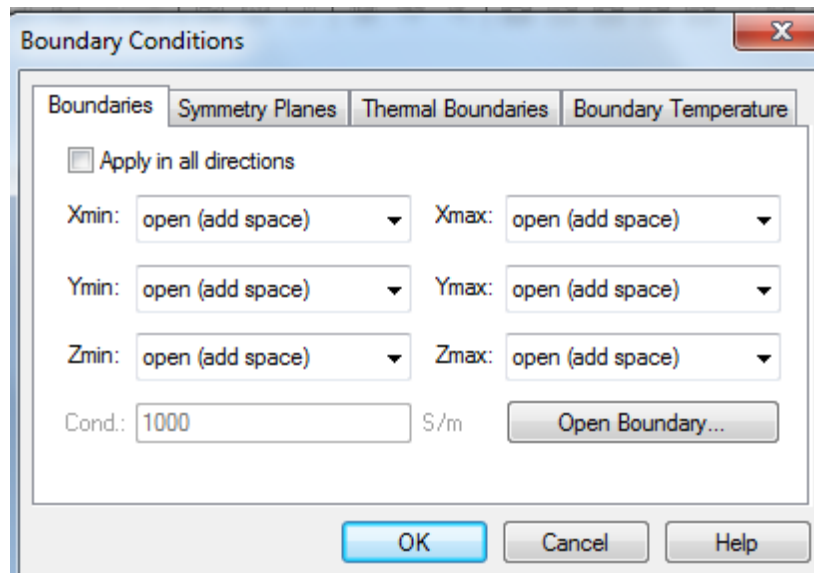 Boundary Conditions
Boundaries Symmetry Planes Thermal Boundaries Boundary Temperature
Apply in all directions
Xmin: open (add space) Xmax: open (add space)
Ymin: open (add space) Ymax: open (add space)
Zmin: open (add space) Zmax: open (add space)
Cond.: 1000 S/m Open Boundary...
OK Cancel Help